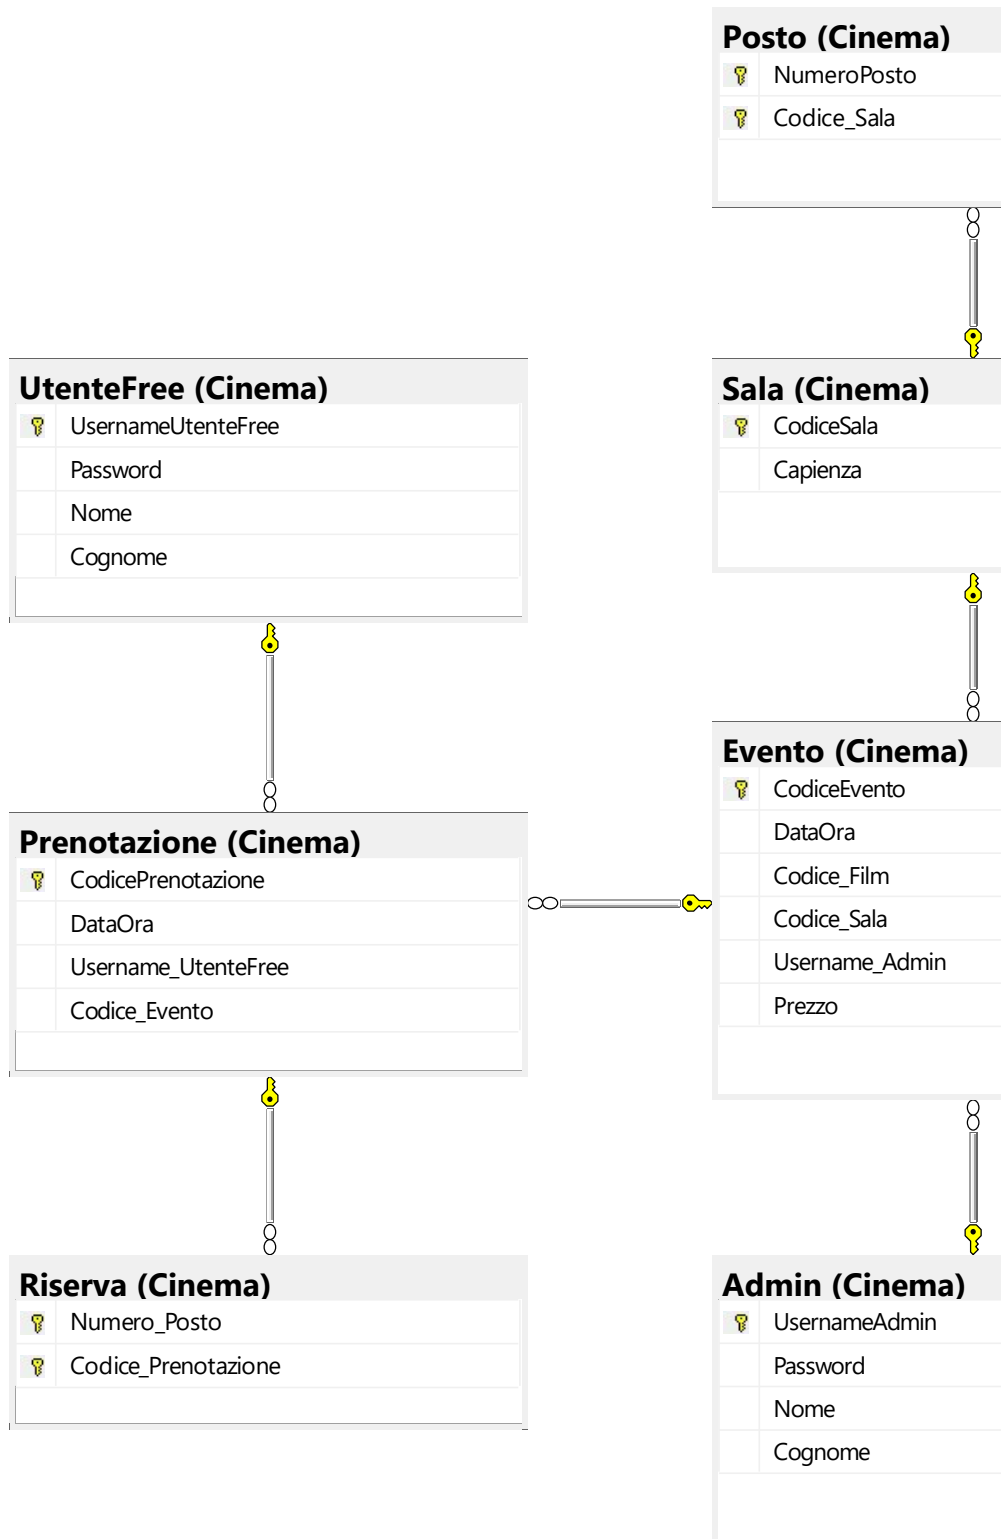 Posto (Cinema)
NumeroPosto
Codice_Sala
UtenteFree (Cinema)
UsernameUtenteFree
Password
Nome
Cognome
Sala (Cinema)
CodiceSala
Capienza
Prenotazione (Cinema)
CodicePrenotazione
DataOra
Username_UtenteFree
Codice_Evento
Evento (Cinema)
CodiceEvento
DataOra
Codice_Film
Codice_Sala
Username_Admin
Prezzo
Riserva (Cinema)
Numero_Posto
Codice_Prenotazione
Admin (Cinema)
UsernameAdmin
Password
Nome
Cognome